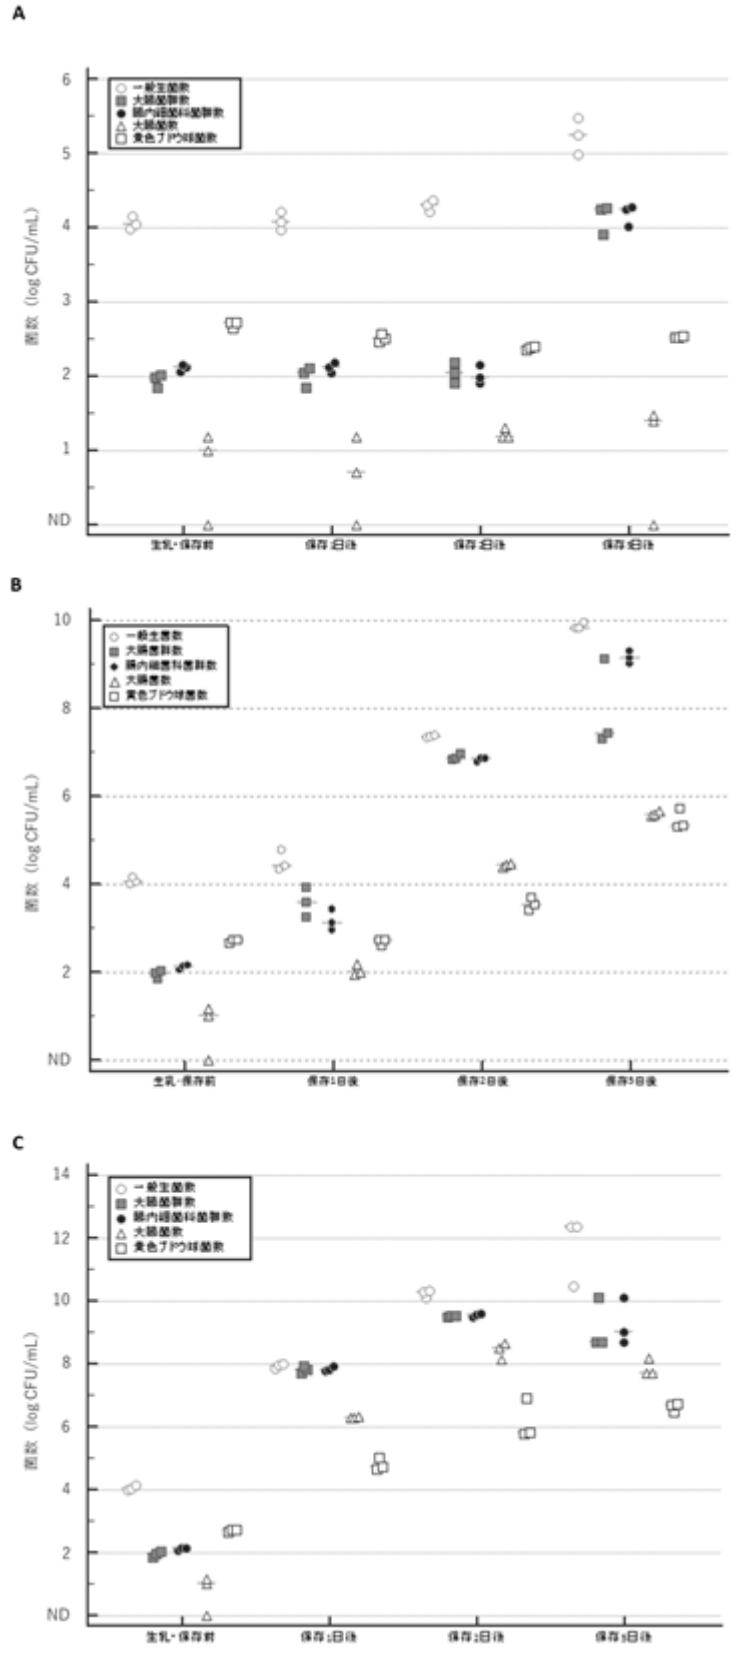 A
6
一般生菌数
大腸菌群数
腸内細菌科菌群数
大腸菌数
黄色ブドウ球菌数
5
4
3
2
1
ND
菌数 (log CFU/mL)
生乳・保存前
保存1日後
保存2日後
保存5日後
B
10
一般生菌数
大腸菌群数
腸内細菌科菌群数
大腸菌数
黄色ブドウ球菌数
8
6
4
2
ND
菌数 (log CFU/mL)
生乳・保存前
保存1日後
保存2日後
保存5日後
C
14
一般生菌数
大腸菌群数
腸内細菌科菌群数
大腸菌数
黄色ブドウ球菌数
12
10
8
6
4
2
ND
菌数 (log CFU/mL)
生乳・保存前
保存1日後
保存2日後
保存5日後